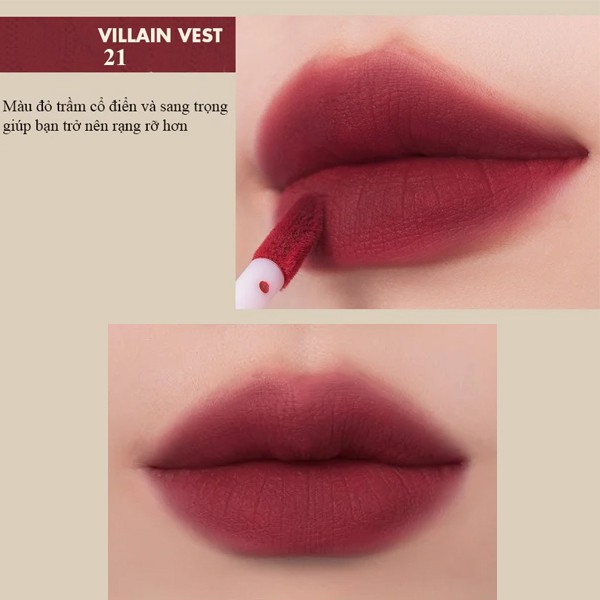 VILLAIN VEST
21
Màu đỏ trầm cổ điển và sang trọng
giúp bạn trở nên rạng rỡ hơn